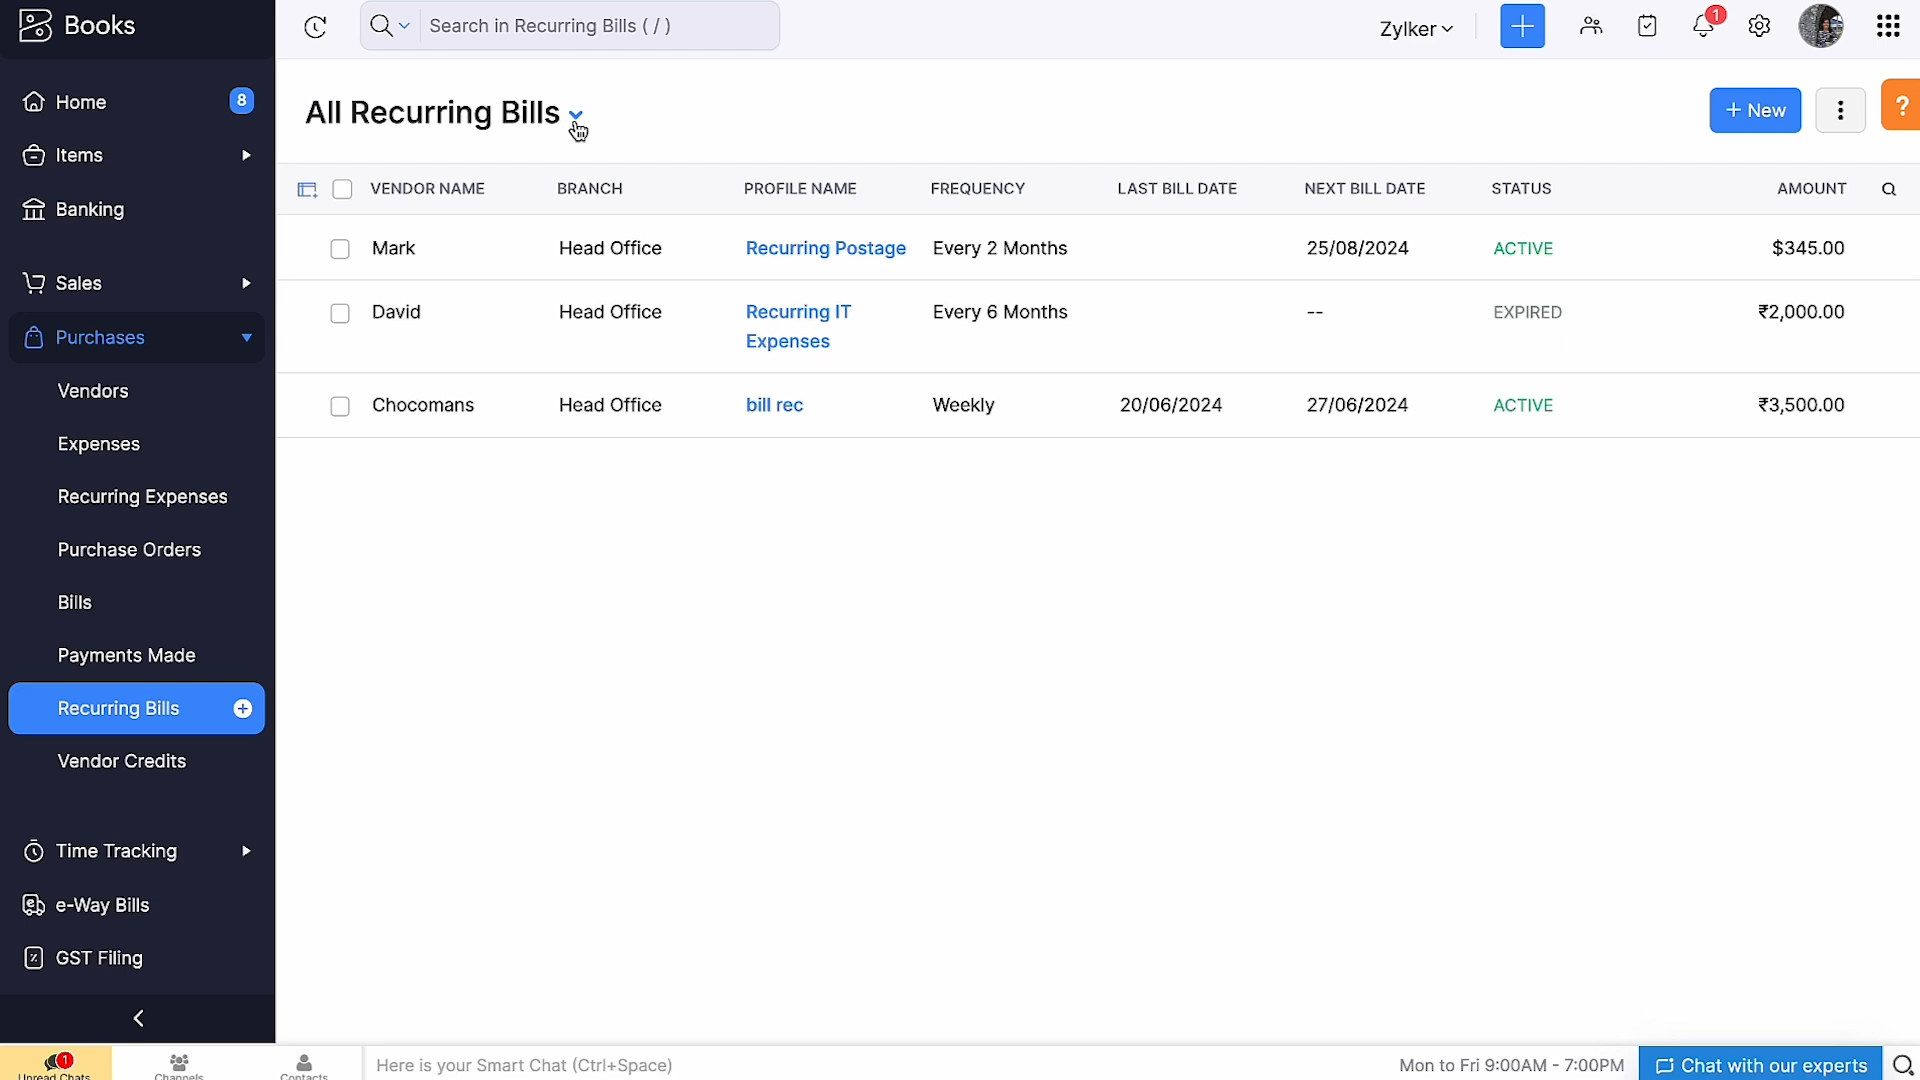 Books
Search in Recurring Bills ( / )
Zylker
1
Home
8
All Recurring Bills
+ New
?
Items
Banking
VENDOR NAME BRANCH PROFILE NAME FREQUENCY LAST BILL DATE NEXT BILL DATE STATUS AMOUNT
Mark Head Office Recurring Postage Every 2 Months 25/08/2024 ACTIVE $345.00
David Head Office Recurring IT Every 6 Months -- EXPIRED ₹2,000.00
Expenses
Chocomans Head Office bill rec Weekly 20/06/2024 27/06/2024 ACTIVE ₹3,500.00
Sales
Purchases
Vendors
Expenses
Recurring Expenses
Purchase Orders
Bills
Payments Made
Recurring Bills
Vendor Credits
Time Tracking
e-Way Bills
GST Filing
1
Unread Chats
Channels
Contacts
Here is your Smart Chat (Ctrl+Space)
Mon to Fri 9:00AM - 7:00PM
Chat with our experts